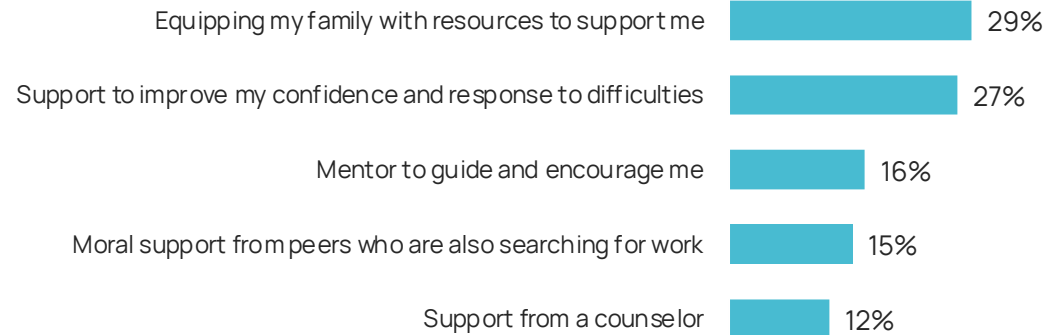 Equipping my family with resources to support me 29%
Support to improve my confidence and response to difficulties 27%
Mentor to guide and encourage me 16%
Moral support from peers who are also searching for work 15%
Support from a counselor 12%